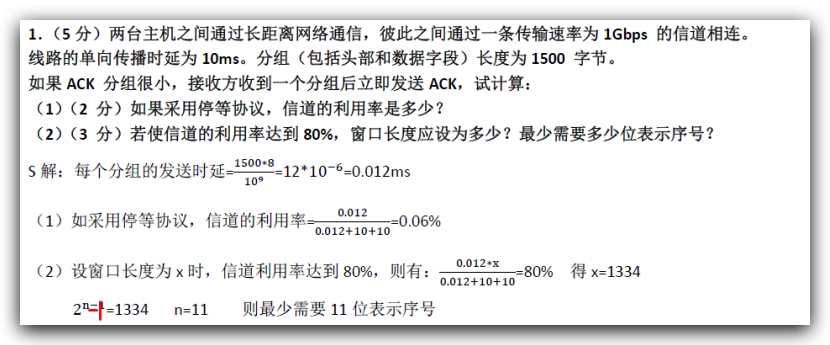 1.（5 分）两台主机之间通过长距离网络通信，彼此之间通过一条传输速率为 1Gbps 的信道相连。
线路的单向传播时延为 10ms。分组（包括头部和数据字段）长度为 1500 字节。
如果 ACK 分组很小，接收方收到一个分组后立即发送 ACK，试计算：
（1）（2 分）如果采用停等协议，信道的利用率是多少？
（2）（3 分）若使信道的利用率达到 80%，窗口长度应设为多少？最少需要多少位表示序号？
S 解：每个分组的发送时延=1500*8/10⁹=12*10⁻⁶=0.012ms
（1）如采用停等协议，信道的利用率=0.012/(0.012+10+10)=0.06%
（2）设窗口长度为 x 时，信道利用率达到 80%，则有：0.012*x/(0.012+10+10)=80% 得 x=1334
2ⁿ⁻¹=1334 n=11 则最少需要 11 位表示序号